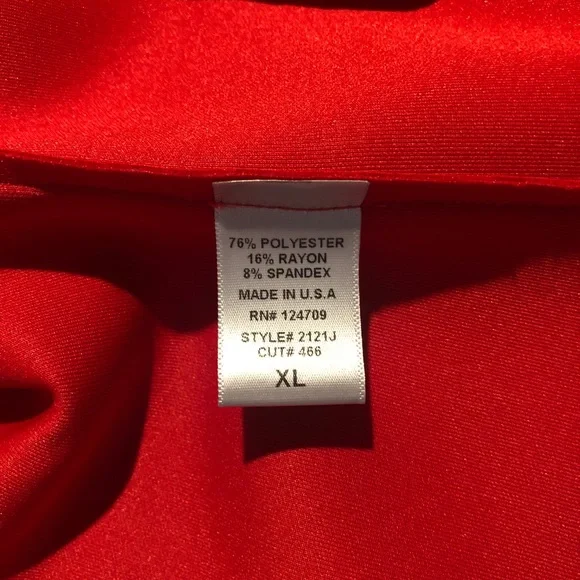 76% POLYESTER
16% RAYON
8% SPANDEX
MADE IN U.S.A
RN# 124709
STYLE# 2121J
CUT# 466
XL